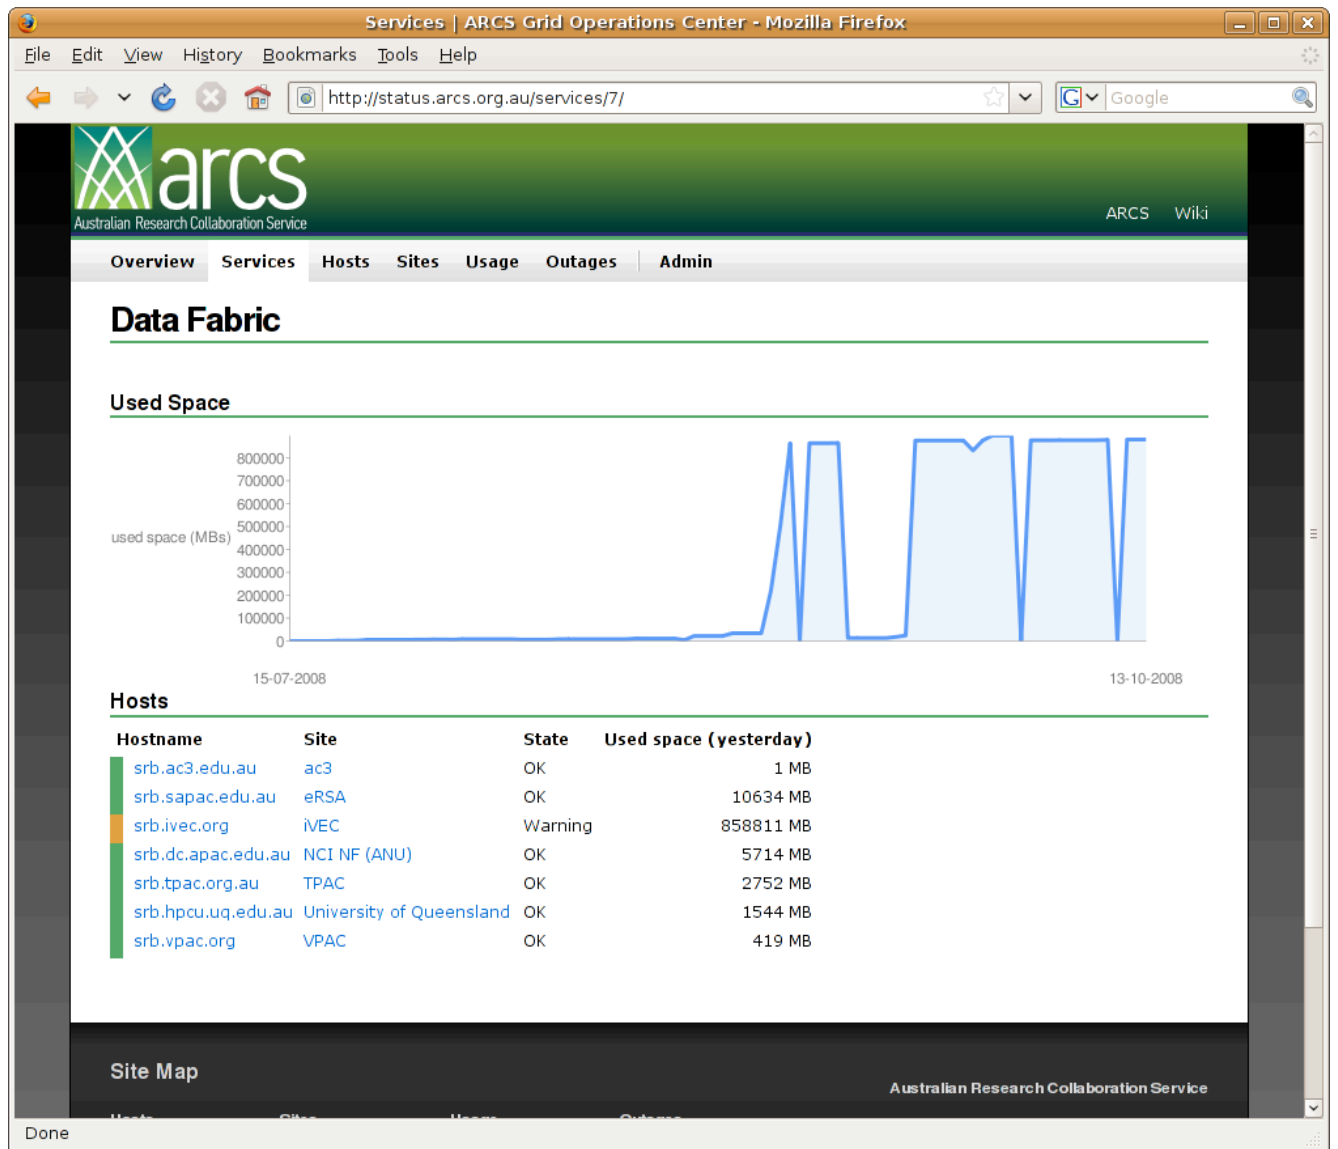 Services | ARCS Grid Operations Center - Mozilla Firefox
File Edit View History Bookmarks Tools Help
http://status.arcs.org.au/services/7/ Google
arcs
Australian Research Collaboration Service
ARCS Wiki
Overview Services Hosts Sites Usage Outages Admin
Data Fabric
Used Space
800000
700000
600000
500000
used space (MBs)
400000
300000
200000
100000
0
15-07-2008 13-10-2008
Hosts
Hostname Site State Used space (yesterday)
srb.ac3.edu.au ac3 OK 1 MB
srb.sapac.edu.au eRSA OK 10634 MB
srb.ivec.org iVEC Warning 858811 MB
srb.dc.apac.edu.au NCI NF (ANU) OK 5714 MB
srb.tpac.org.au TPAC OK 2752 MB
srb.hpcu.uq.edu.au University of Queensland OK 1544 MB
srb.vpac.org VPAC OK 419 MB
Site Map
Australian Research Collaboration Service
Hosts Sites Usage Outages
Done